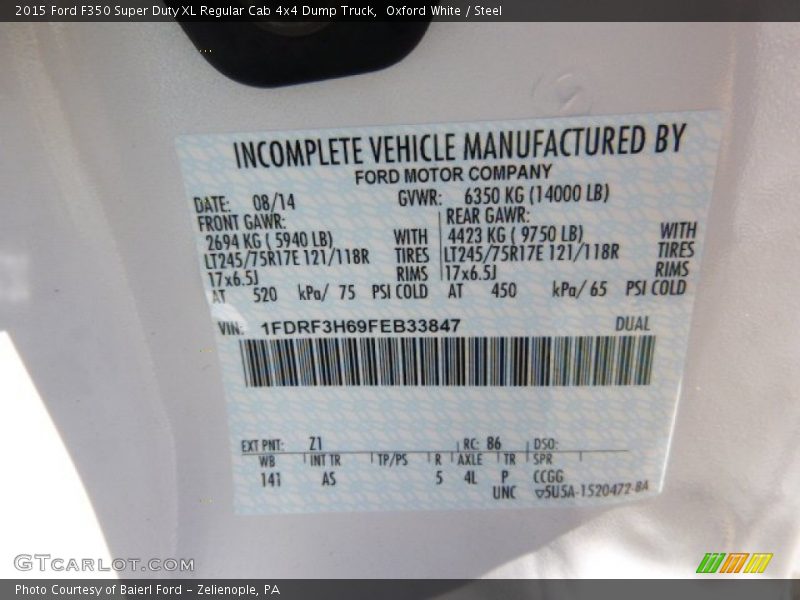 2015 Ford F350 Super Duty XL Regular Cab 4x4 Dump Truck,  Oxford White / Steel
INCOMPLETE VEHICLE MANUFACTURED BY
FORD MOTOR COMPANY
DATE: 08/14 GVWR: 6350 KG (14000 LB)
FRONT GAWR: REAR GAWR:
2694 KG ( 5940 LB) WITH 4423 KG ( 9750 LB) WITH
LT245/75R17E 121/118R TIRES LT245/75R17E 121/118R TIRES
17x6.5J RIMS 17x6.5J RIMS
AT 520 kPa/ 75 PSI COLD AT 450 kPa/ 65 PSI COLD
VIN: 1FDRF3H69FEB33847 DUAL
EXT PNT: Z1 RC: 86 DSO:
WB INT TR TP/PS R AXLE TR SPR
141 AS 5 4L P CCGG
UNC ▽5U5A-1520472-BA
GTCarLot.com
Photo Courtesy of Baierl Ford - Zelienople, PA